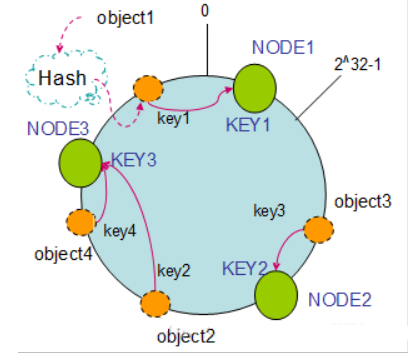 object1
0
NODE1
2^32-1
Hash
key1
KEY1
NODE3
KEY3
key3
object3
key4
object4
key2
KEY2
NODE2
object2